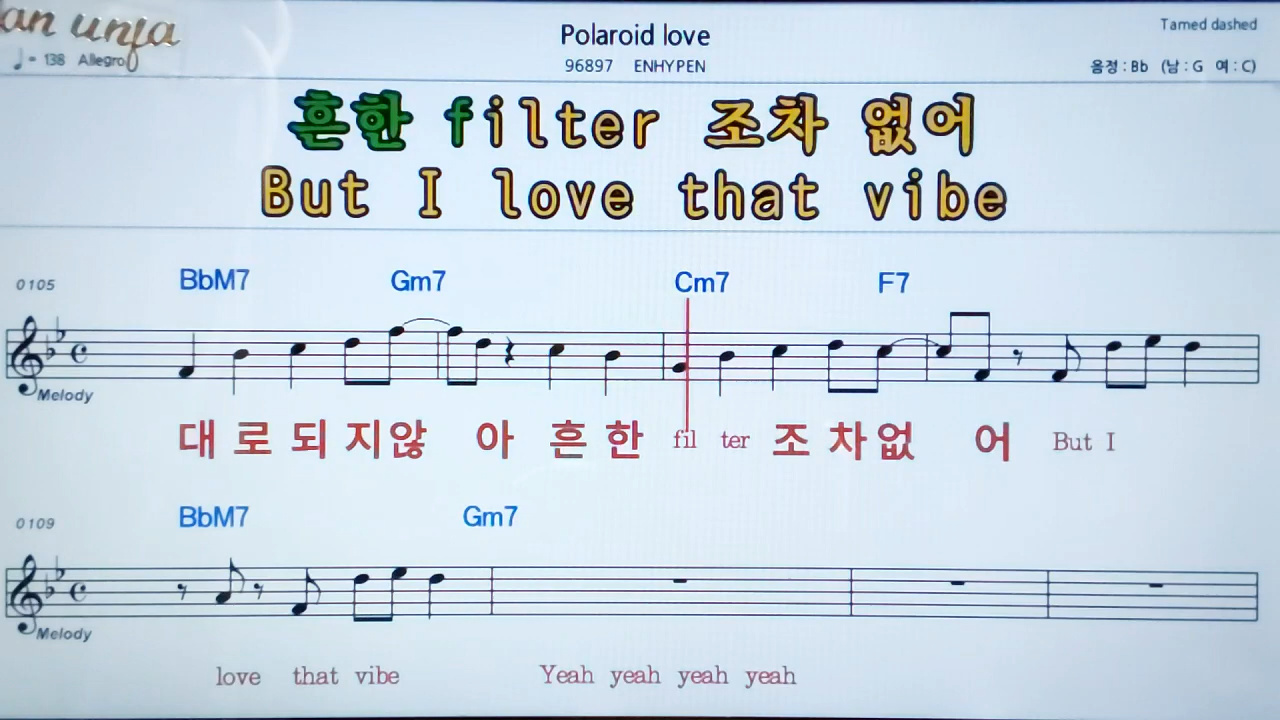 an unja
Polaroid love
Tamed dashed
♩ = 138 Allegro
96897 ENHYPEN
음정 : Bb (남 : G 여 : C)
흔한 filter 조차 없어
But I love that vibe
0105 BbM7 Gm7 Cm7 F7
Melody
대 로 되 지않 아 흔 한 fil ter 조 차없 어 But I
0109 BbM7 Gm7
Melody
love that vibe Yeah yeah yeah yeah